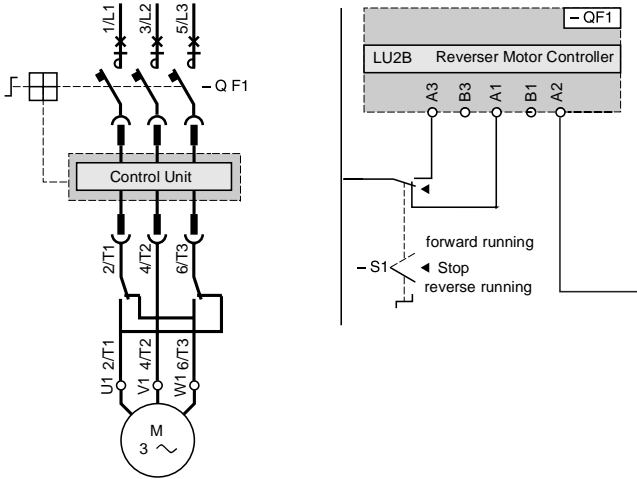 1/L1
3/L2
5/L3
– Q F1
Control Unit
2/T1
4/T2
6/T3
U1 2/T1
V1 4/T2
W1 6/T3
M
3
– QF1
LU2B Reverser Motor Controller
A3
B3
A1
B1
A2
forward running
– S1 Stop
reverse running